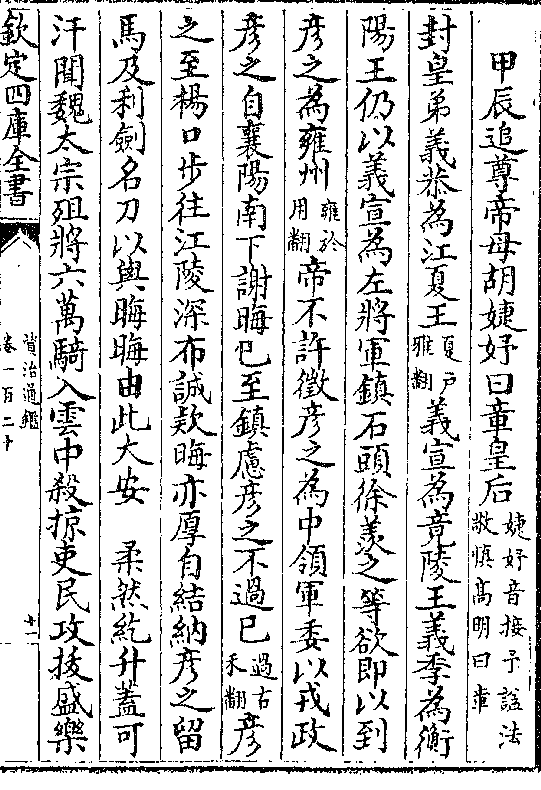 甲辰追尊帝母胡婕妤曰章皇后婕妤音接予諡法敬慎髙明曰章
封皇弟義恭為江夏王夏戸雅翻義宣為竟陵王義季為衡
陽王仍以義宣為左將軍鎮石頭徐羡之等欲即以到
彦之為雍州雍於用翻帝不許徵彦之為中領軍委以戎政
彦之自襄陽南下謝晦已至鎮慮彦之不過已過古禾翻彦
之至楊口步往江陵深布誠欵晦亦厚自結納彦之留
馬及利劍名刀以與晦晦由此大安 柔然紇升蓋可
汗聞魏太宗殂將六萬騎入雲中殺掠吏民攻拔盛樂
欽定四庫全書
資治通鑑
卷一百二十
十一